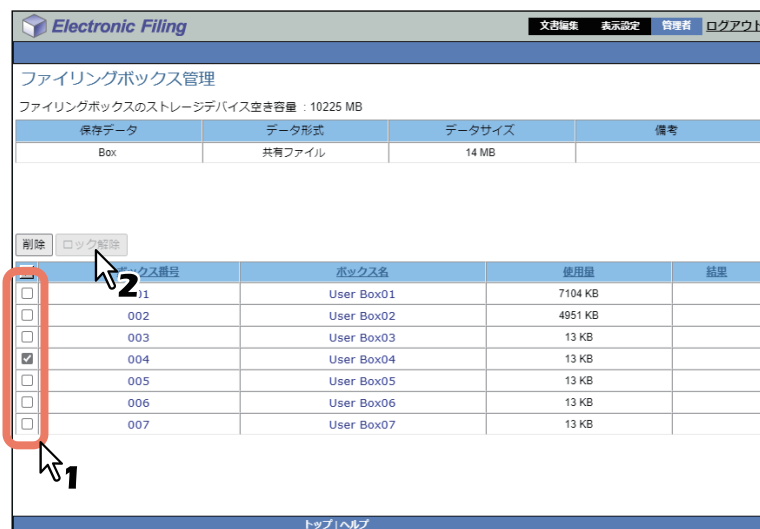 Electronic Filing 文書編集 表示設定 管理者 ログアウト
ファイリングボックス管理
ファイリングボックスのストレージデバイス空き容量 : 10225 MB
保存データ データ形式 データサイズ 備考
Box 共有ファイル 14 MB
削除 ロック解除
ボックス番号 ボックス名 使用量 結果
01 User Box01 7104 KB
002 User Box02 4951 KB
003 User Box03 13 KB
004 User Box04 13 KB
005 User Box05 13 KB
006 User Box06 13 KB
007 User Box07 13 KB
2
1
トップ | ヘルプ